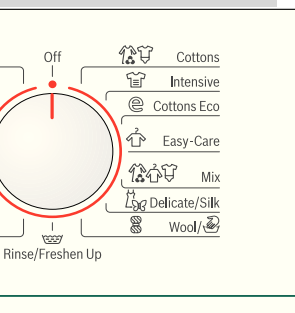 Off
Cottons
Intensive
Cottons Eco
Easy-Care
Mix
Delicate/Silk
Wool/
Rinse/Freshen Up